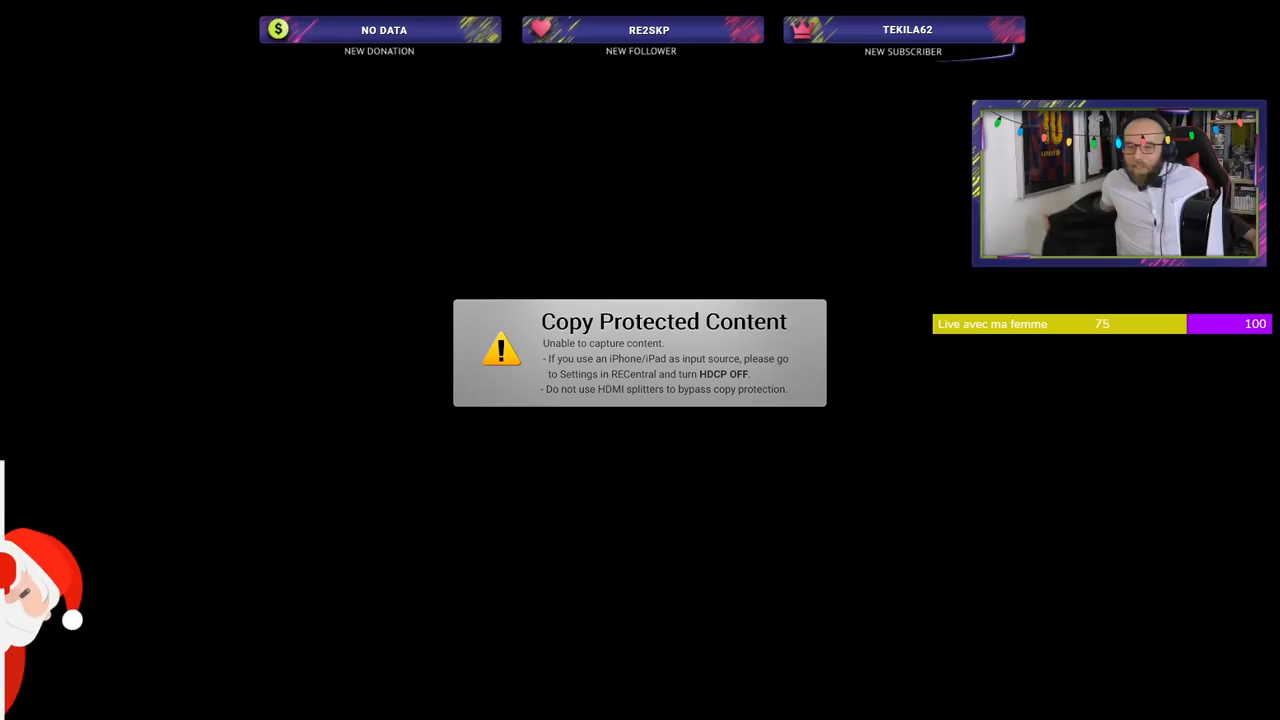 NO DATA
NEW DONATION
RE2SKP
NEW FOLLOWER
TEKILA62
NEW SUBSCRIBER
Copy Protected Content
Unable to capture content.
- If you use an iPhone/iPad as input source, please go
to Settings in RECentral and turn HDCP OFF.
- Do not use HDMI splitters to bypass copy protection.
Live avec ma femme 75 100